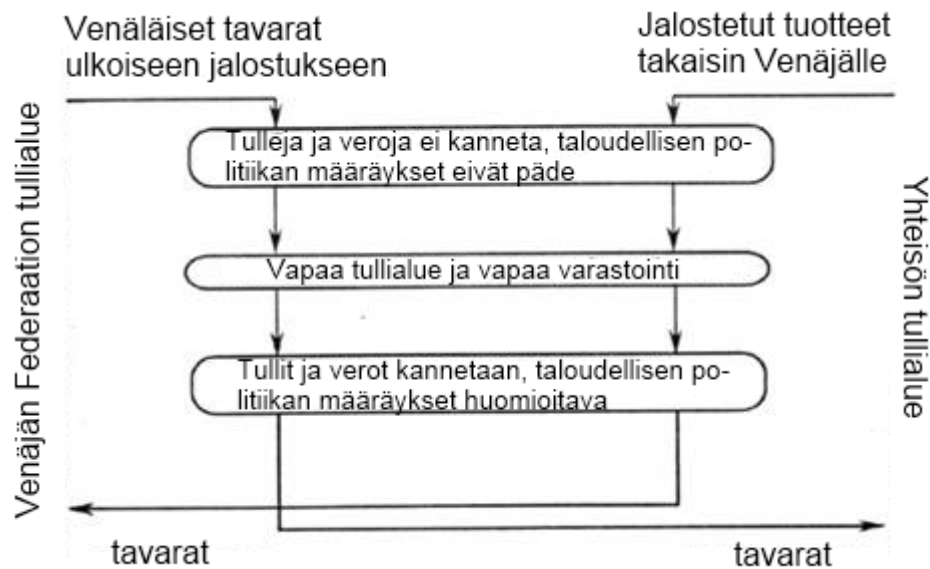 Venäläiset tavarat
ulkoiseen jalostukseen
Jalostetut tuotteet
takaisin Venäjälle
Venäjän Federaation tullialue
Tulleja ja veroja ei kanneta, taloudellisen po-
litiikan määräykset eivät päde
Vapaa tullialue ja vapaa varastointi
Tullit ja verot kannetaan, taloudellisen po-
litiikan määräykset huomioitava
Yhteisön tullialue
tavarat
tavarat